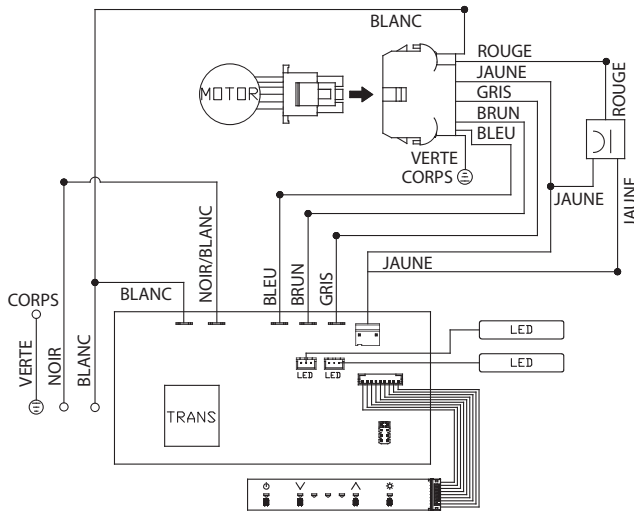 BLANC
ROUGE
JAUNE
GRIS
BRUN
BLEU
MOTOR
ROUGE
VERTE
CORPS
JAUNE
JAUNE
JAUNE
NOIR/BLANC
BLEU
BRUN
GRIS
BLANC
CORPS
VERTE
NOIR
BLANC
LED
LED
LED
LED
TRANS